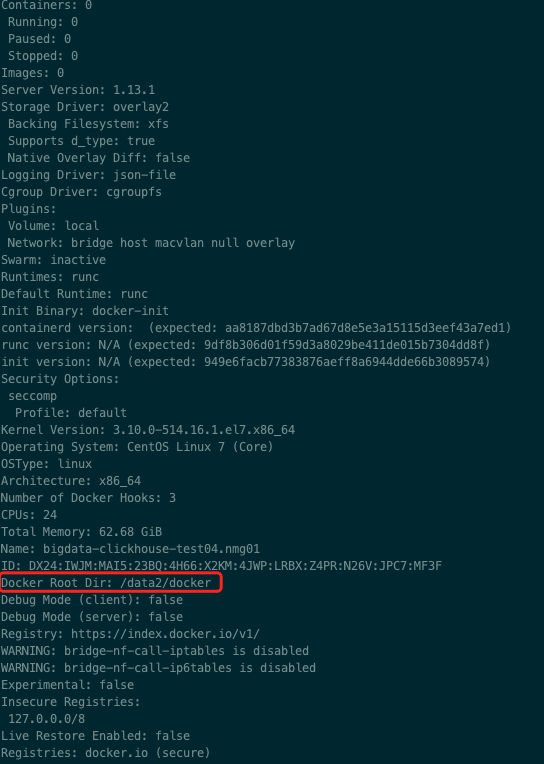 Containers: 0
 Running: 0
 Paused: 0
 Stopped: 0
Images: 0
Server Version: 1.13.1
Storage Driver: overlay2
 Backing Filesystem: xfs
 Supports d_type: true
 Native Overlay Diff: false
Logging Driver: json-file
Cgroup Driver: cgroupfs
Plugins:
 Volume: local
 Network: bridge host macvlan null overlay
Swarm: inactive
Runtimes: runc
Default Runtime: runc
Init Binary: docker-init
containerd version:  (expected: aa8187dbd3b7ad67d8e5e3a15115d3eef43a7ed1)
runc version: N/A (expected: 9df8b306d01f59d3a8029be411de015b7304dd8f)
init version: N/A (expected: 949e6facb77383876aeff8a6944dde66b3089574)
Security Options:
 seccomp
  Profile: default
Kernel Version: 3.10.0-514.16.1.el7.x86_64
Operating System: CentOS Linux 7 (Core)
OSType: linux
Architecture: x86_64
Number of Docker Hooks: 3
CPUs: 24
Total Memory: 62.68 GiB
Name: bigdata-clickhouse-test04.nmg01
ID: DX24:IWJM:MAI5:23BQ:4H66:X2KM:4JWP:LRBX:Z4PR:N26V:JPC7:MF3F
Docker Root Dir: /data2/docker
Debug Mode (client): false
Debug Mode (server): false
Registry: https://index.docker.io/v1/
WARNING: bridge-nf-call-iptables is disabled
WARNING: bridge-nf-call-ip6tables is disabled
Experimental: false
Insecure Registries:
 127.0.0.0/8
Live Restore Enabled: false
Registries: docker.io (secure)